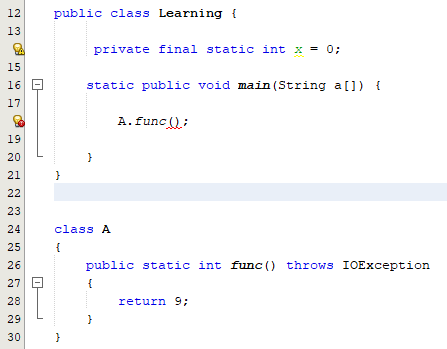 12 public class Learning {
13
private final static int x = 0;
15
16 static public void main(String a[]) {
17
A.func();
19
20 }
21 }
22
23
24 class A
25 {
26 public static int func() throws IOException
27 {
28 return 9;
29 }
30 }